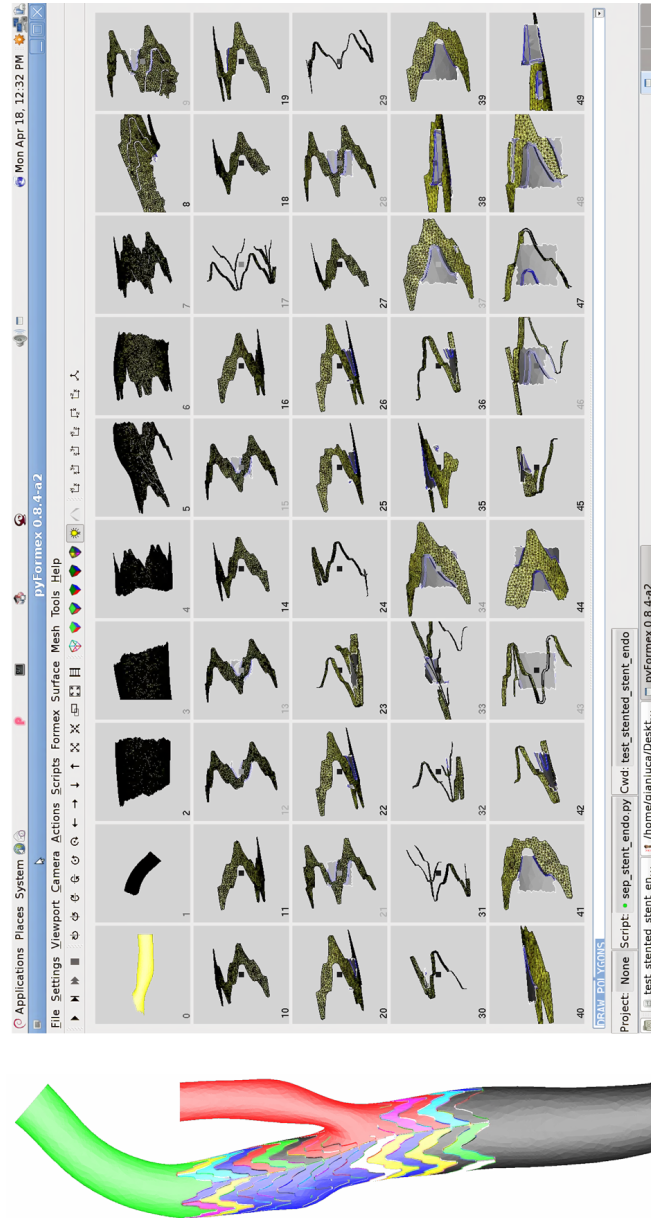 Applications Places System
Mon Apr 18, 12:32 PM
pyFormex 0.8.4-a2
File Settings Viewport Camera Actions Scripts Formex Surface Mesh Tools Help
0 1 2 3 4 5 6 7 8 9
10 11 12 13 14 15 16 17 18 19
20 21 22 23 24 25 26 27 28 29
30 31 32 33 34 35 36 37 38 39
40 41 42 43 44 45 46 47 48 49
DRAW POLYGONS
Project: None Script: sep_stent_endo.py Cwd: test_stented_stent_endo
test_stented_stent_en... /home/gianluca/Deskt... pyFormex 0.8.4-a2